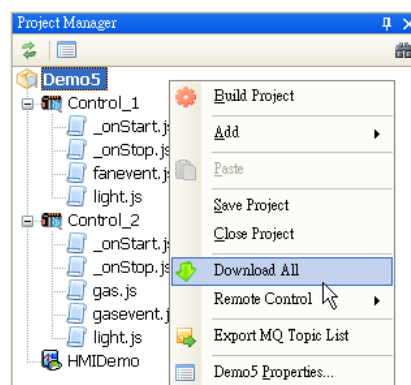 Project Manager
Demo5
Control_1
_onStart.js
_onStop.js
fanevent.j
light.js
Control_2
_onStart.js
_onStop.js
gas.js
gasevent.j
light.js
HMIDemo
Build Project
Add
Paste
Save Project
Close Project
Download All
Remote Control
Export MQ Topic List
Demo5 Properties...